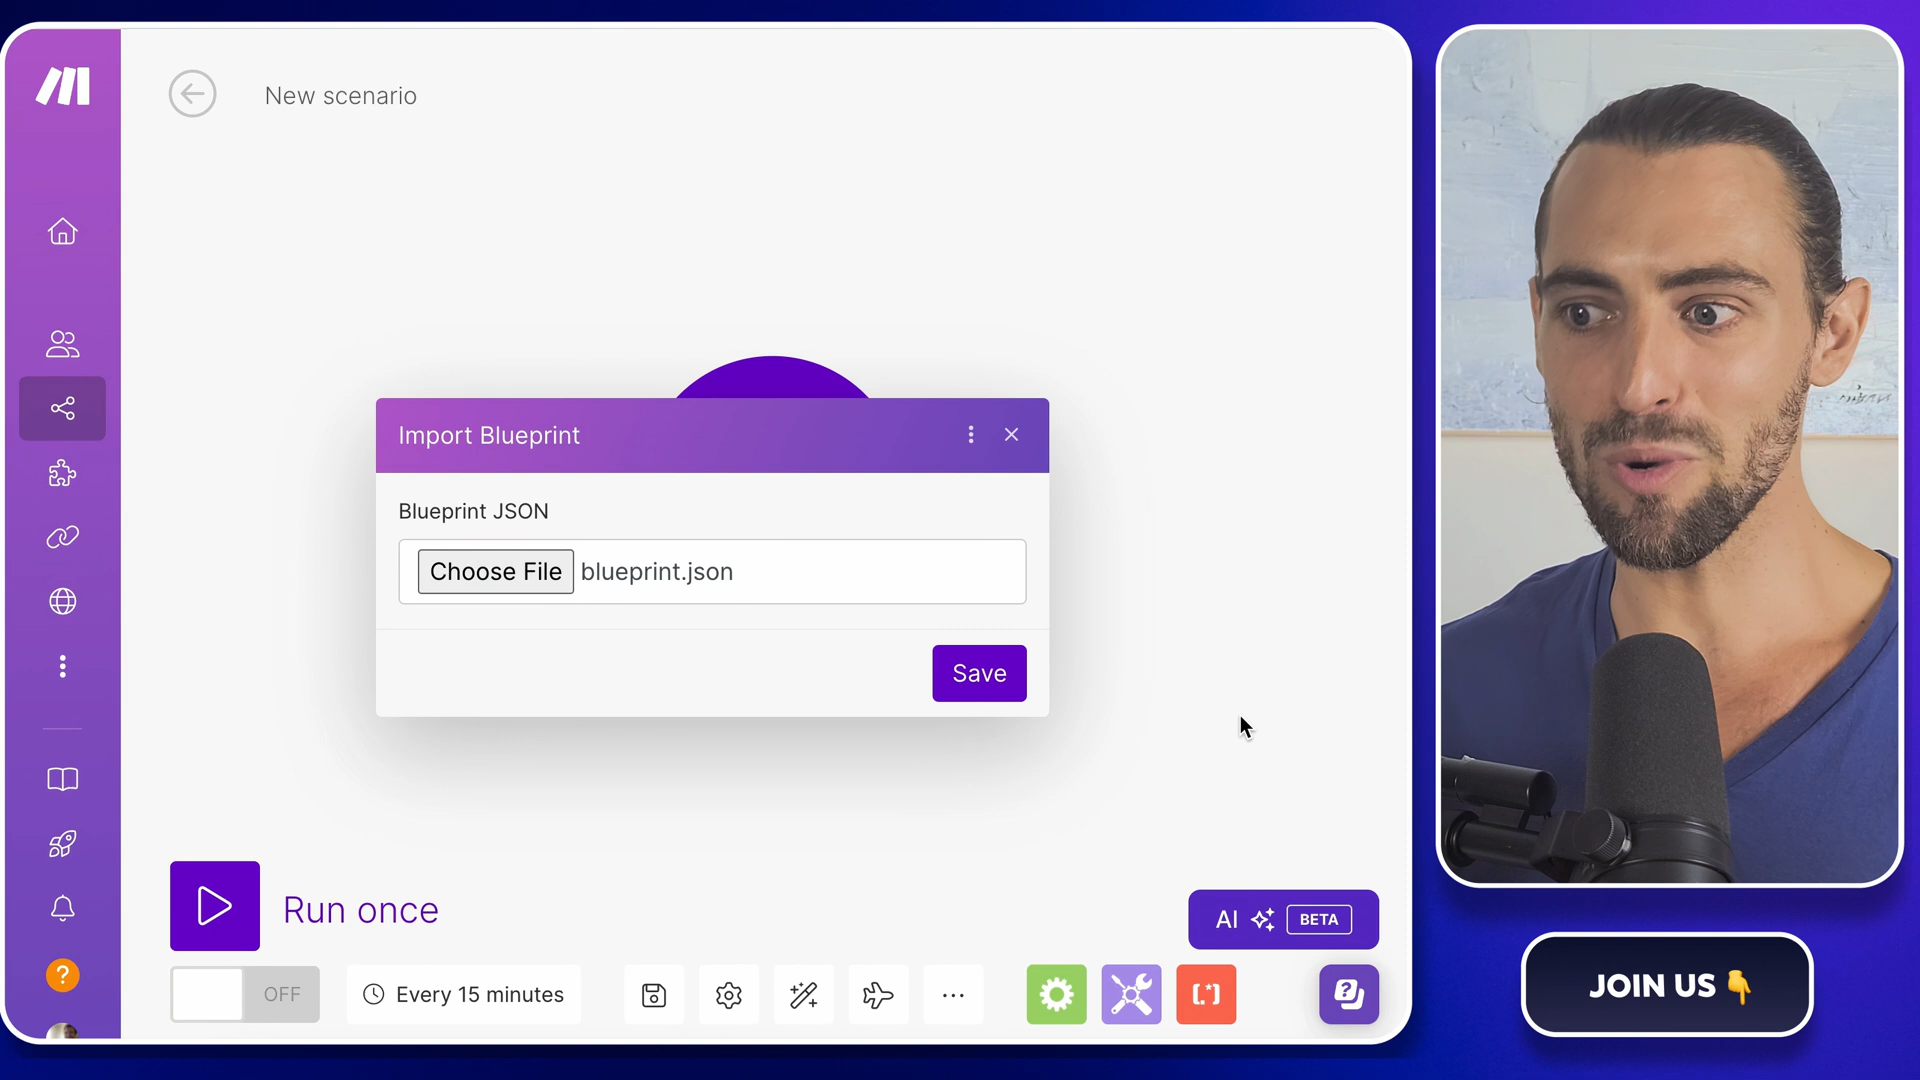 New scenario
Import Blueprint
Blueprint JSON
Choose File blueprint.json
Save
Run once
AI BETA
OFF
Every 15 minutes
JOIN US 👇